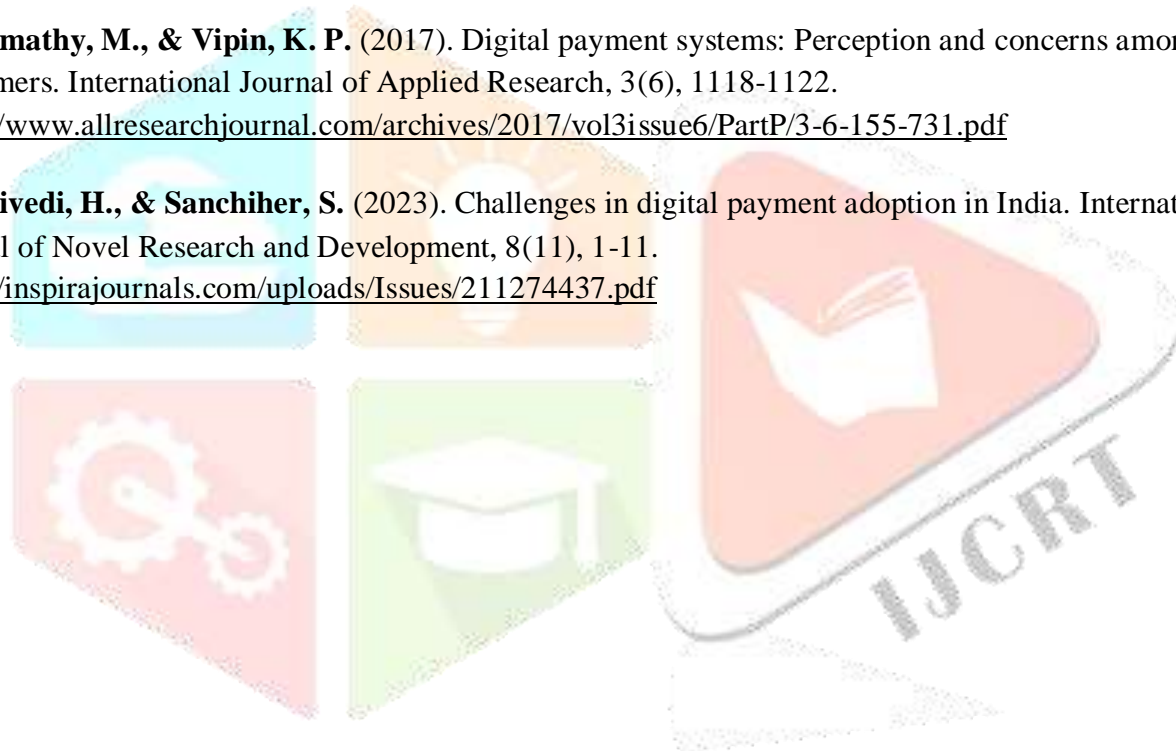 mathy, M., & Vipin, K. P. (2017). Digital payment systems: Perception and concerns amon
ners. International Journal of Applied Research, 3(6), 1118-1122.
/www.allresearchjournal.com/archives/2017/vol3issue6/PartP/3-6-155-731.pdf
ivedi, H., & Sanchiher, S. (2023). Challenges in digital payment adoption in India. Internat
l of Novel Research and Development, 8(11), 1-11.
/inspirajournals.com/uploads/Issues/211274437.pdf
IJCRT